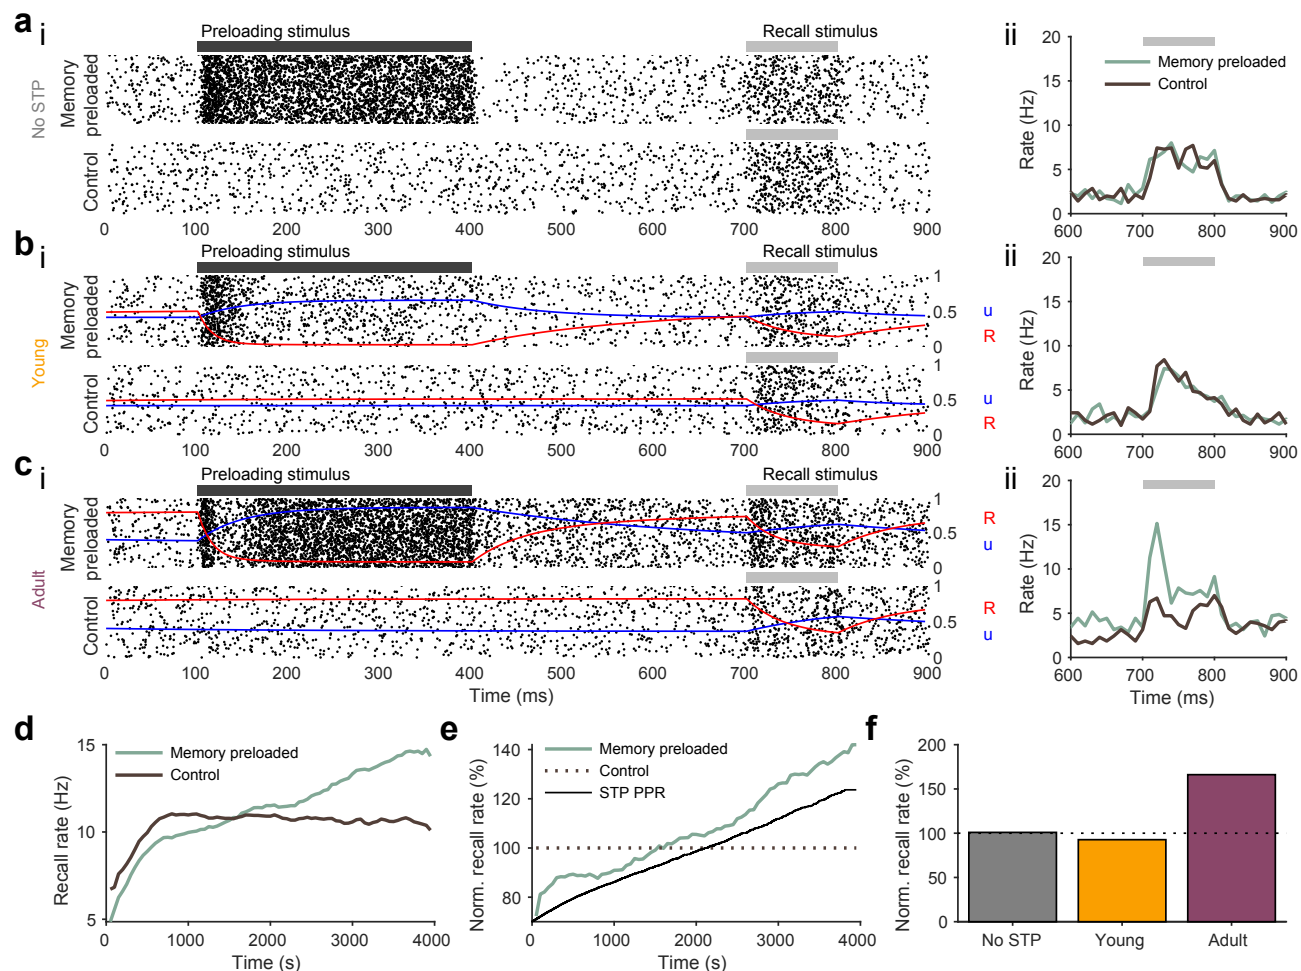 a
i
Preloading stimulus
Recall stimulus
No STP
Memory preloaded
Control
0 100 200 300 400 500 600 700 800 900
ii
20
15
10
5
0
Rate (Hz)
Memory preloaded
Control
600 700 800 900
b
i
Preloading stimulus
Recall stimulus
Young
Memory preloaded
Control
1
0.5
0
u
R
1
0.5
0
u
R
0 100 200 300 400 500 600 700 800 900
ii
20
15
10
5
0
Rate (Hz)
600 700 800 900
c
i
Preloading stimulus
Recall stimulus
Adult
Memory preloaded
Control
1
0.5
0
R
u
1
0.5
0
R
u
0 100 200 300 400 500 600 700 800 900
Time (ms)
ii
20
15
10
5
0
Rate (Hz)
600 700 800 900
Time (ms)
d
15
10
5
Recall rate (Hz)
Memory preloaded
Control
0 1000 2000 3000 4000
Time (s)
e
140
120
100
80
Norm. recall rate (%)
Memory preloaded
Control
STP PPR
0 1000 2000 3000 4000
Time (s)
f
200
150
100
50
0
Norm. recall rate (%)
No STP Young Adult